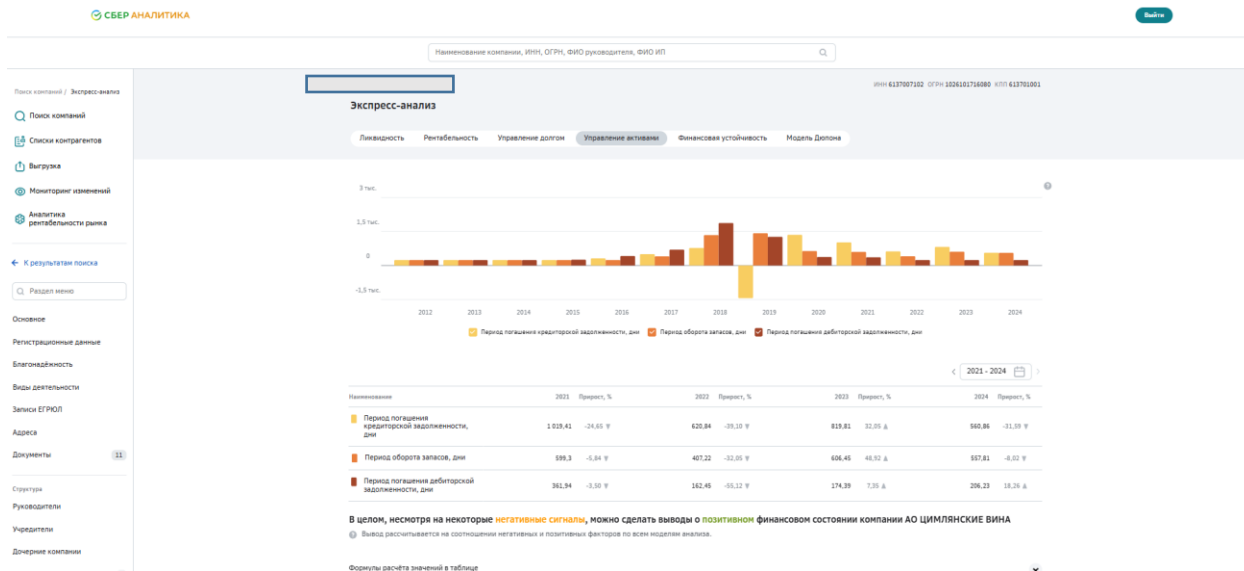 СБЕР АНАЛИТИКА
Выйти
Наименование компании, ИНН, ОГРН, ФИО руководителя, ФИО ИП
Поиск компаний / Экспресс-анализ
ИНН 6137007102 ОГРН 1026101716080 КПП 613701001
Экспресс-анализ
Поиск компаний
Списки контрагентов
Выгрузка
Мониторинг изменений
Аналитика
рентабельности рынка
К результатам поиска
Раздел меню
Основное
Регистрационные данные
Благонадёжность
Виды деятельности
Записи ЕГРЮЛ
Адреса
Документы 11
Структура
Руководители
Учредители
Дочерние компании
Ликвидность Рентабельность Управление долгом Управление активами Финансовая устойчивость Модель Дюпона
3 тыс.
1,5 тыс.
0
-1,5 тыс.
2012 2013 2014 2015 2016 2017 2018 2019 2020 2021 2022 2023 2024
Период погашения кредиторской задолженности, дни Период оборота запасов, дни Период погашения дебиторской задолженности, дни
2021 - 2024
Наименование 2021 Прирост, % 2022 Прирост, % 2023 Прирост, % 2024 Прирост, %
Период погашения
кредиторской задолженности, 1 019,41 -24,65 620,84 -39,10 819,81 32,05 560,86 -31,59
дни
Период оборота запасов, дни 599,3 -5,84 407,22 -32,05 606,45 48,92 557,81 -8,02
Период погашения дебиторской
задолженности, дни 361,94 -3,50 162,45 -55,12 174,39 7,35 206,23 18,26
В целом, несмотря на некоторые негативные сигналы, можно сделать выводы о позитивном финансовом состоянии компании АО ЦИМЛЯНСКИЕ ВИНА
Вывод рассчитывается на соотношении негативных и позитивных факторов по всем моделям анализа.
Формулы расчёта значений в таблице